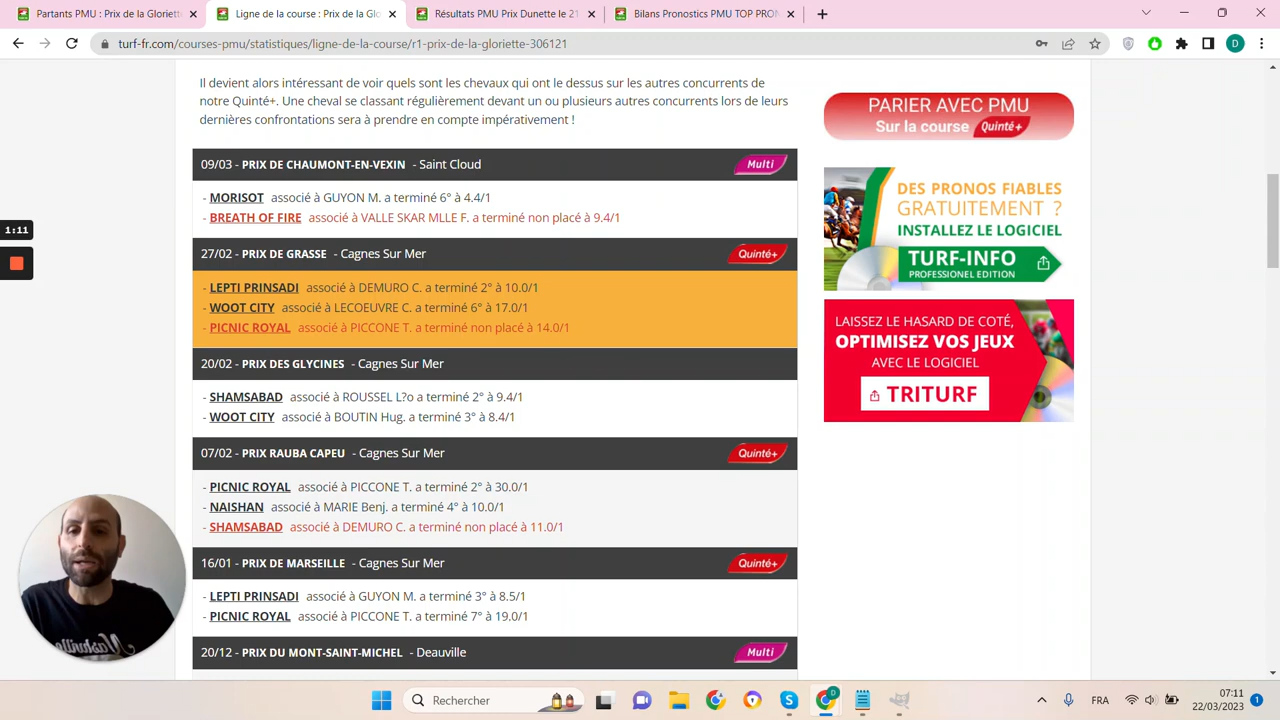 Partants PMU : Prix de la Gloriette
Ligne de la course : Prix de la Glo
Résultats PMU Prix Dunette le 21
Bilans Pronostics PMU TOP PRON
turf-fr.com/courses-pmu/statistiques/ligne-de-la-course/r1-prix-de-la-gloriette-306121
D
Il devient alors intéressant de voir quels sont les chevaux qui ont le dessus sur les autres concurrents de
notre Quinté+. Une cheval se classant régulièrement devant un ou plusieurs autres concurrents lors de leurs
dernières confrontations sera à prendre en compte impérativement !
09/03 - PRIX DE CHAUMONT-EN-VEXIN - Saint Cloud Multi
- MORISOT associé à GUYON M. a terminé 6° à 4.4/1
- BREATH OF FIRE associé à VALLE SKAR MLLE F. a terminé non placé à 9.4/1
27/02 - PRIX DE GRASSE - Cagnes Sur Mer Quinté+
- LEPTI PRINSADI associé à DEMURO C. a terminé 2° à 10.0/1
- WOOT CITY associé à LECOEUVRE C. a terminé 6° à 17.0/1
- PICNIC ROYAL associé à PICCONE T. a terminé non placé à 14.0/1
20/02 - PRIX DES GLYCINES - Cagnes Sur Mer
- SHAMSABAD associé à ROUSSEL L?o a terminé 2° à 9.4/1
- WOOT CITY associé à BOUTIN Hug. a terminé 3° à 8.4/1
07/02 - PRIX RAUBA CAPEU - Cagnes Sur Mer Quinté+
- PICNIC ROYAL associé à PICCONE T. a terminé 2° à 30.0/1
- NAISHAN associé à MARIE Benj. a terminé 4° à 10.0/1
- SHAMSABAD associé à DEMURO C. a terminé non placé à 11.0/1
16/01 - PRIX DE MARSEILLE - Cagnes Sur Mer Quinté+
- LEPTI PRINSADI associé à GUYON M. a terminé 3° à 8.5/1
- PICNIC ROYAL associé à PICCONE T. a terminé 7° à 19.0/1
20/12 - PRIX DU MONT-SAINT-MICHEL - Deauville Multi
PARIER AVEC PMU
Sur la course Quinté+
DES PRONOS FIABLES
GRATUITEMENT ?
INSTALLEZ LE LOGICIEL
TURF-INFO
PROFESSIONEL EDITION
LAISSEZ LE HASARD DE COTÉ,
OPTIMISEZ VOS JEUX
AVEC LE LOGICIEL
TRITURF
1:11
Nashville
Rechercher
D
FRA
07:11
22/03/2023
1